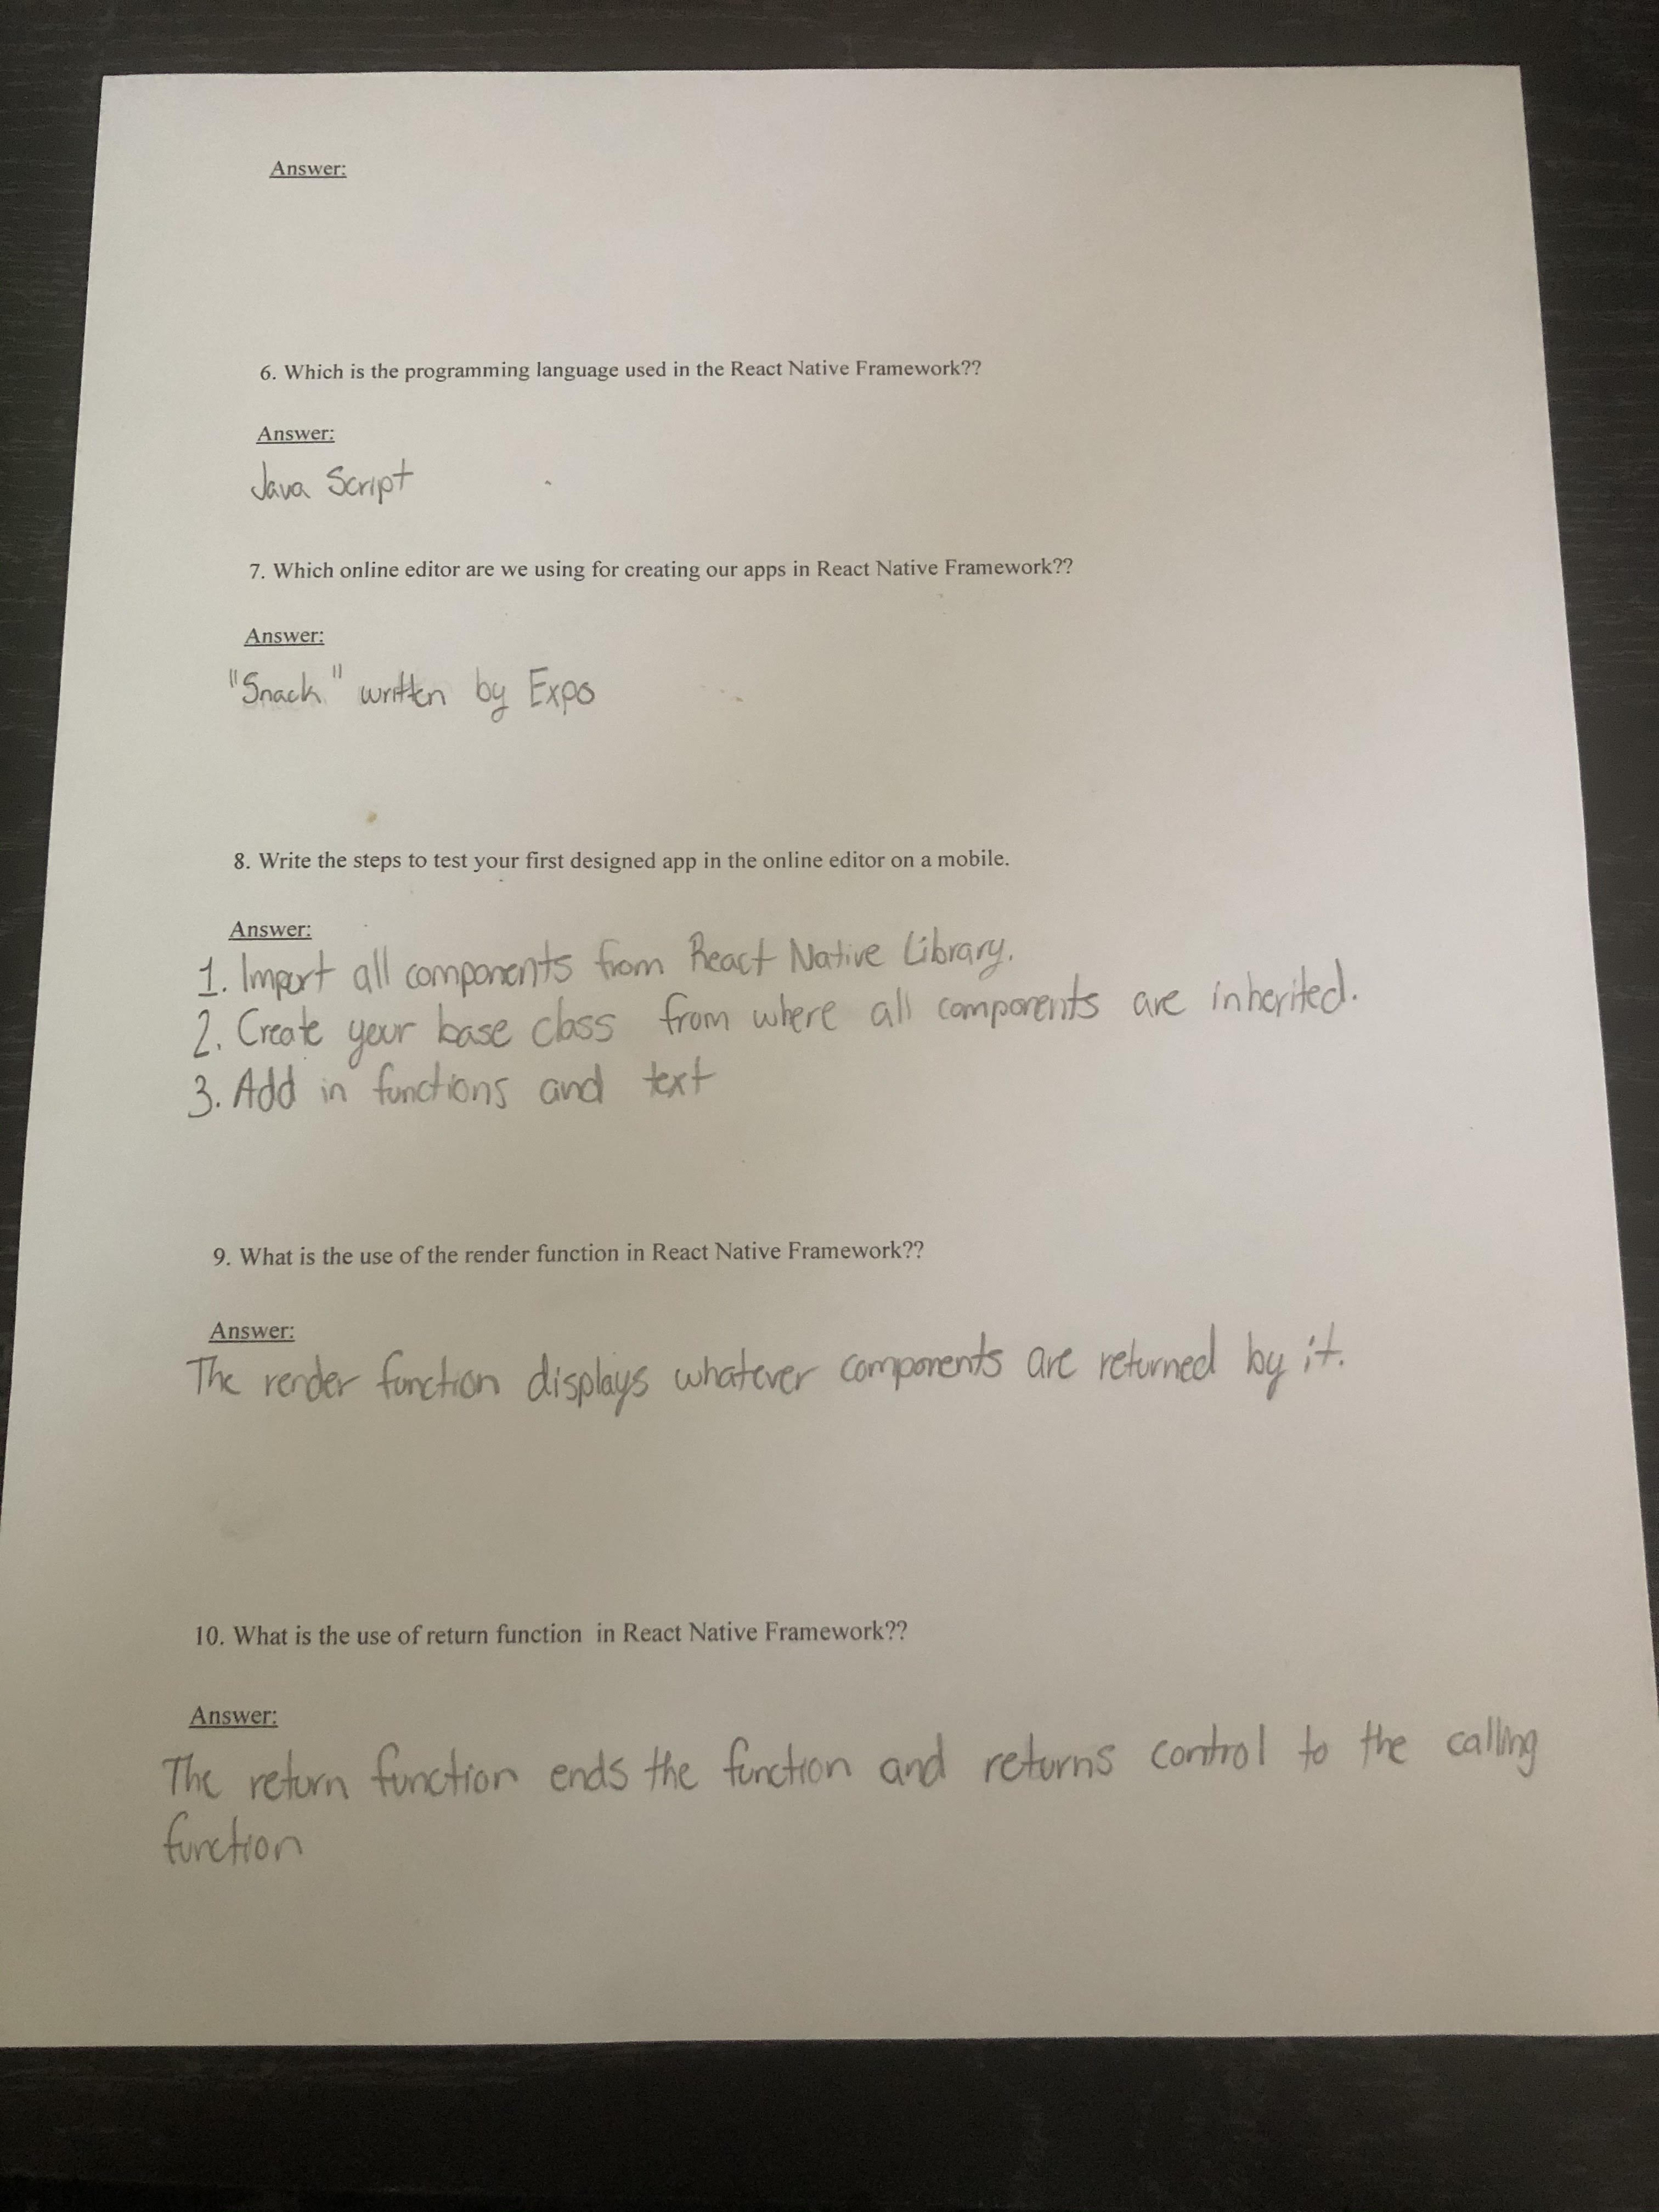 Answer:
6. Which is the programming language used in the React Native Framework??
Answer:
Java Script
7. Which online editor are we using for creating our apps in React Native Framework??
Answer:
"Snack" written by Expo
8. Write the steps to test your first designed app in the online editor on a mobile.
Answer:
1. Import all components from React Native Library.
2. Create your base class from where all components are inherited.
3. Add in functions and text
9. What is the use of the render function in React Native Framework??
Answer:
The render function displays whatever components are returned by it.
10. What is the use of return function in React Native Framework??
Answer:
The return function ends the function and returns control to the calling
function